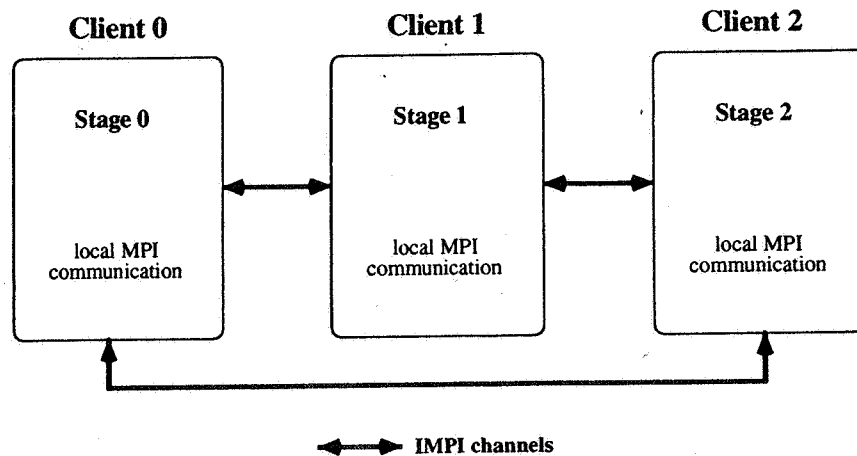 Client 0
Client 1
Client 2
Stage 0
Stage 1
Stage 2
local MPI
communication
local MPI
communication
local MPI
communication
IMPI channels